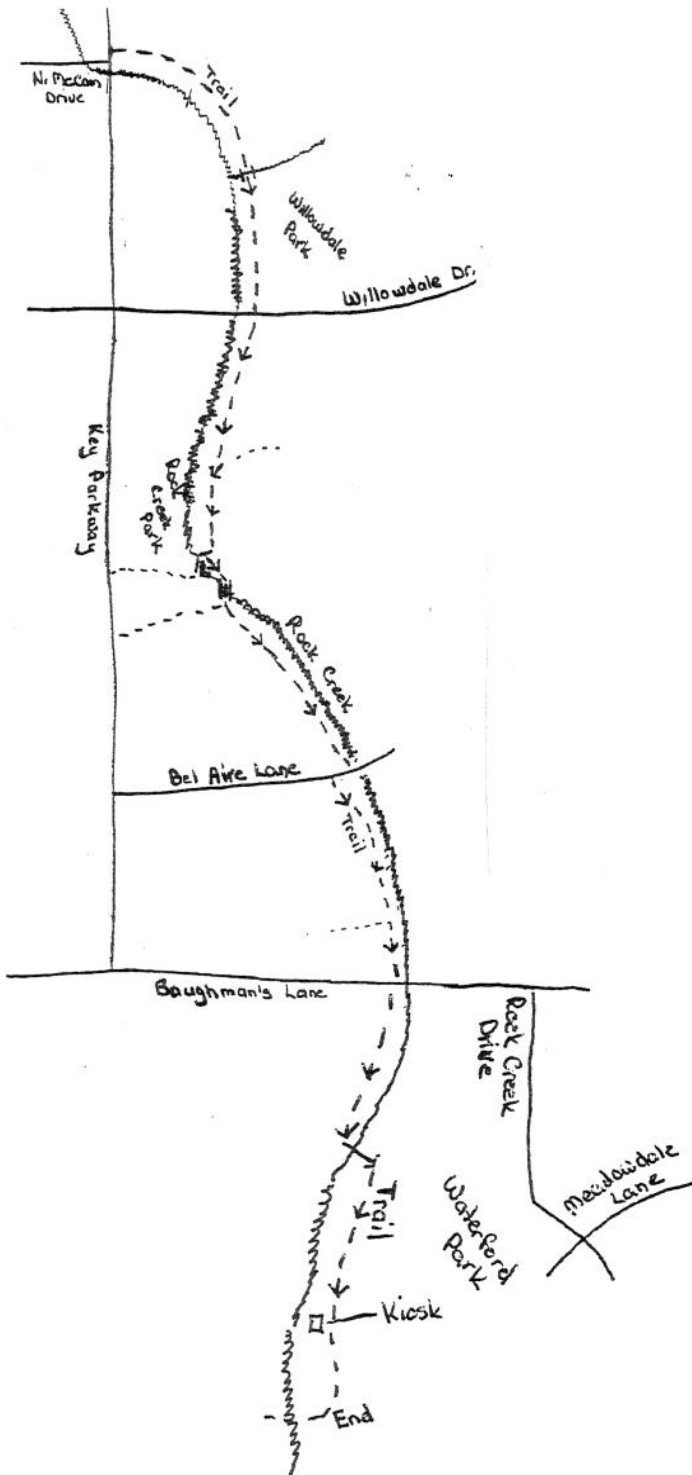 Trail
N. McCain
Drive
Willowdale
Park
Willowdale Dr.
Key Parkway
Rock
Creek
Park
Rock Creek
Bel Aire Lane
Trail
Baughman's Lane
Rock Creek
Drive
Meadowdale
Lane
Waterford
Park
Trail
Kiosk
End